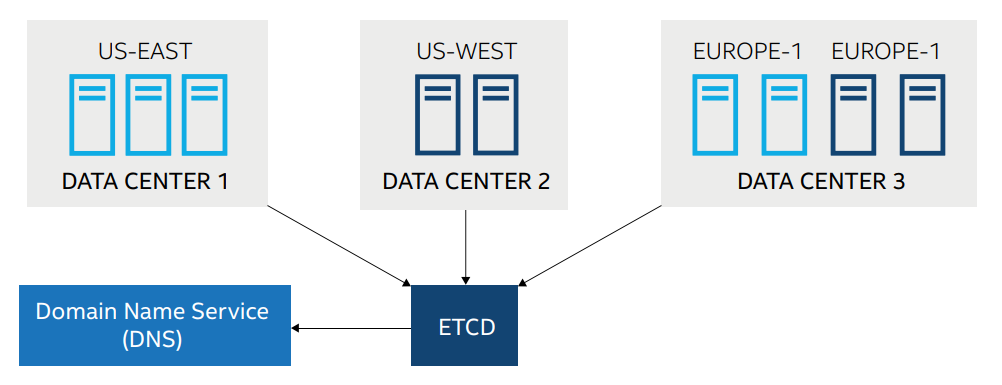 US-EAST
DATA CENTER 1
US-WEST
DATA CENTER 2
EUROPE-1 EUROPE-1
DATA CENTER 3
Domain Name Service
(DNS)
ETCD